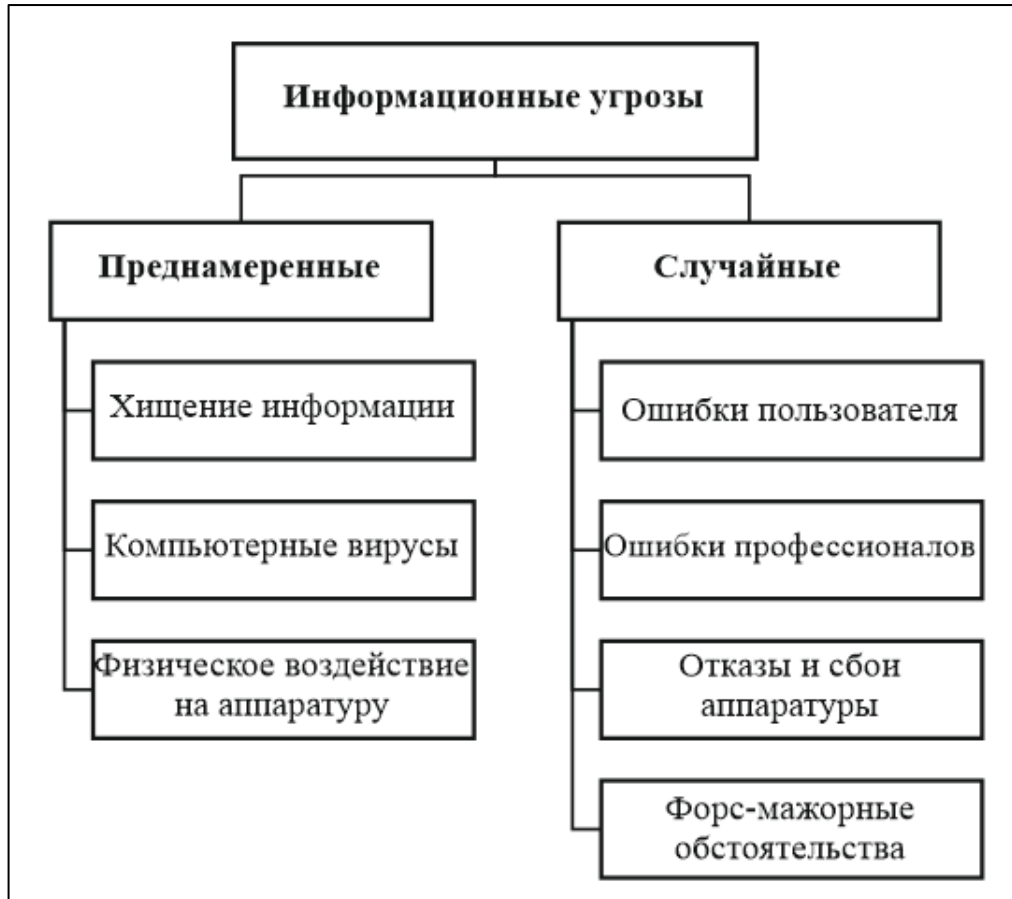 Информационные угрозы
Преднамеренные
Хищение информации
Компьютерные вирусы
Физическое воздействие
на аппаратуру
Случайные
Ошибки пользователя
Ошибки профессионалов
Отказы и сбои
аппаратуры
Форс-мажорные
обстоятельства